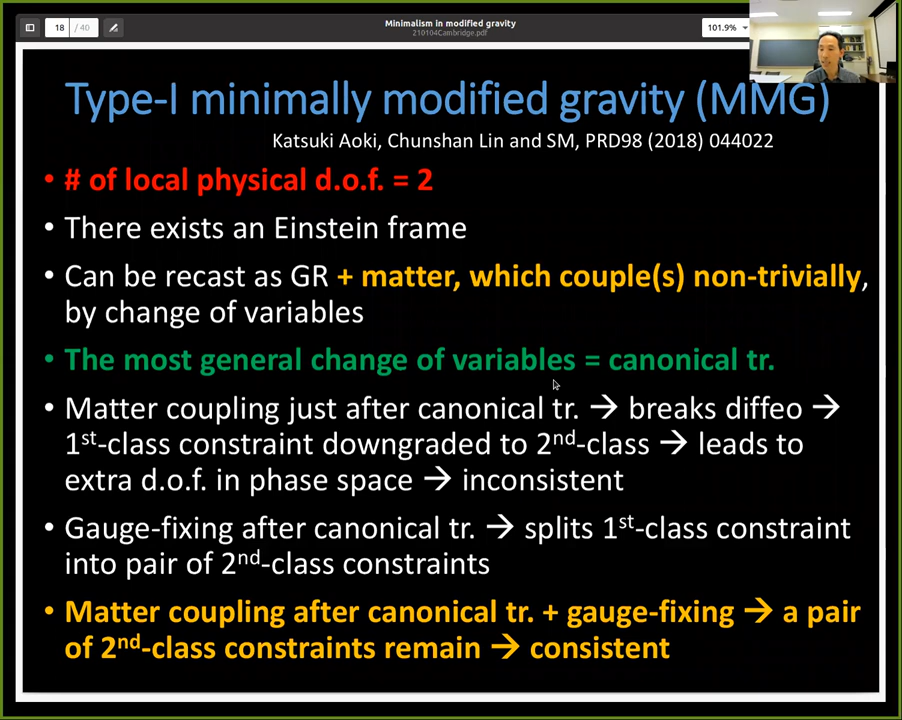 18 / 40
Minimalism in modified gravity
210104Cambridge.pdf
101.9%
Type-I minimally modified gravity (MMG)
Katsuki Aoki, Chunshan Lin and SM, PRD98 (2018) 044022
• # of local physical d.o.f. = 2
• There exists an Einstein frame
• Can be recast as GR + matter, which couple(s) non-trivially,
by change of variables
• The most general change of variables = canonical tr.
• Matter coupling just after canonical tr. → breaks diffeo →
1st-class constraint downgraded to 2nd-class → leads to
extra d.o.f. in phase space → inconsistent
• Gauge-fixing after canonical tr. → splits 1st-class constraint
into pair of 2nd-class constraints
• Matter coupling after canonical tr. + gauge-fixing → a pair
of 2nd-class constraints remain → consistent